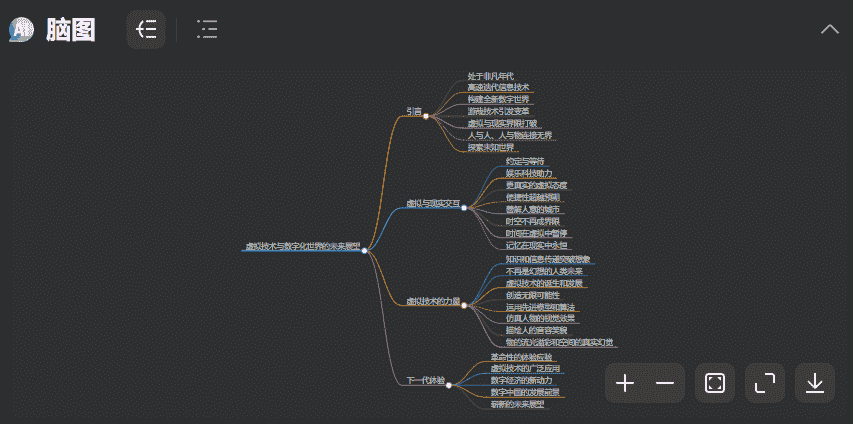 AI 脑图
引言
处于非凡年代
高速迭代信息技术
构建全新数字世界
游戏技术引发变革
虚拟与现实界限打破
人与人、人与物连接无界
探索未知世界
虚拟与现实交互
约定与等待
娱乐科技助力
更真实的虚拟态度
便捷性超越预期
善解人意的城市
时空不再成界限
时间在虚拟中暂停
记忆在现实中永恒
虚拟技术与数字化世界的未来展望
虚拟技术的力量
知识和信息传递突破想象
不再是幻想的人类未来
虚拟技术的诞生和发展
创造无限可能性
运用先进模型和算法
仿真人物的视觉效果
描绘人的音容笑貌
物的流光溢彩和空间的真实幻觉
下一代体验
革命性的体验应验
虚拟技术的广泛应用
数字经济的新动力
数字中国的发展前景
崭新的未来展望